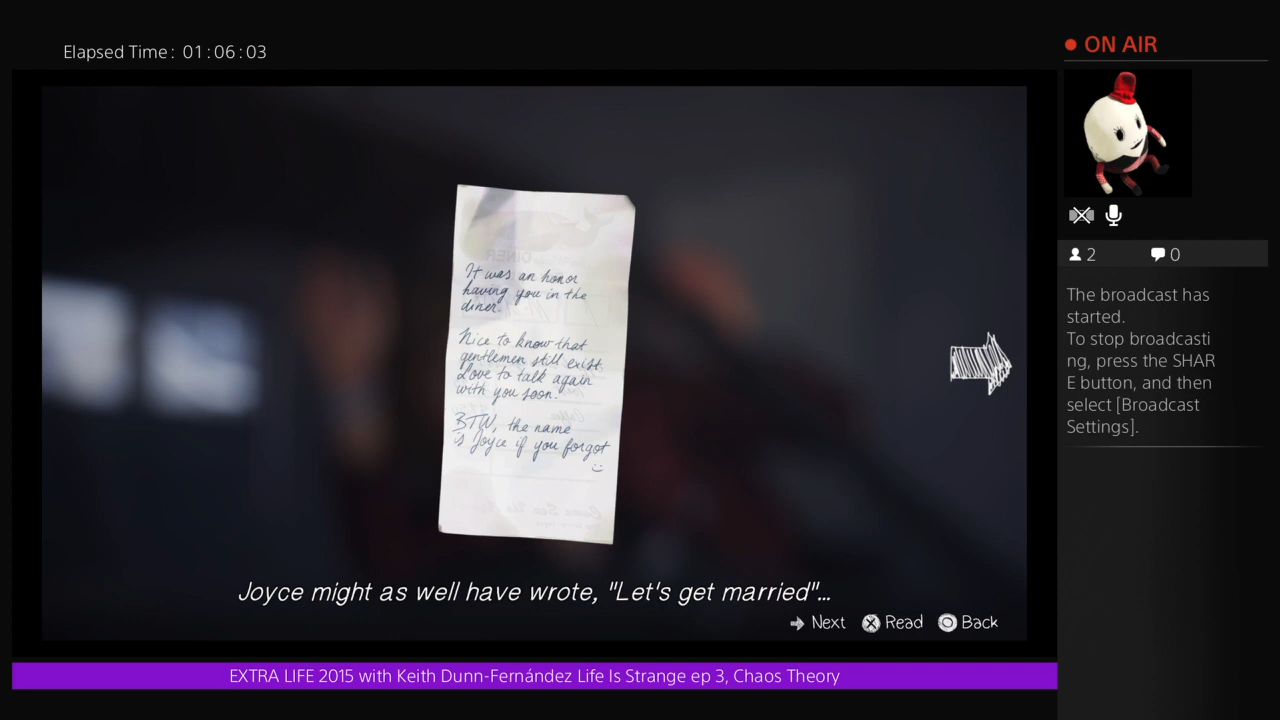 Elapsed Time: 01:06:03
ON AIR
2
0
The broadcast has
started.
To stop broadcasti
ng, press the SHAR
E button, and then
select [Broadcast
Settings].
DINER
It was an honor
having you in the
diner.
Nice to know that
gentlemen still exist.
Love to talk again
with you soon.
BTW, the name
is Joyce if you forgot
Joyce might as well have wrote, "Let's get married"...
Next Read Back
EXTRA LIFE 2015 with Keith Dunn-Fernández Life Is Strange ep 3, Chaos Theory